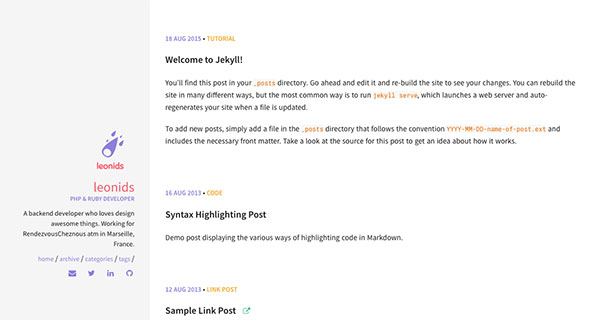 leonids
leonids
PHP & RUBY DEVELOPER
A backend developer who loves design
awesome things. Working for
RendezvousCheznous atm in Marseille,
France.
home / archive / categories / tags /
18 AUG 2015 • TUTORIAL
Welcome to Jekyll!
You'll find this post in your _posts directory. Go ahead and edit it and re-build the site to see your changes. You can rebuild the
site in many different ways, but the most common way is to run jekyll serve, which launches a web server and auto-
regenerates your site when a file is updated.
To add new posts, simply add a file in the _posts directory that follows the convention YYYY-MM-DD-name-of-post.ext and
includes the necessary front matter. Take a look at the source for this post to get an idea about how it works.
16 AUG 2013 • CODE
Syntax Highlighting Post
Demo post displaying the various ways of highlighting code in Markdown.
12 AUG 2013 • LINK POST
Sample Link Post